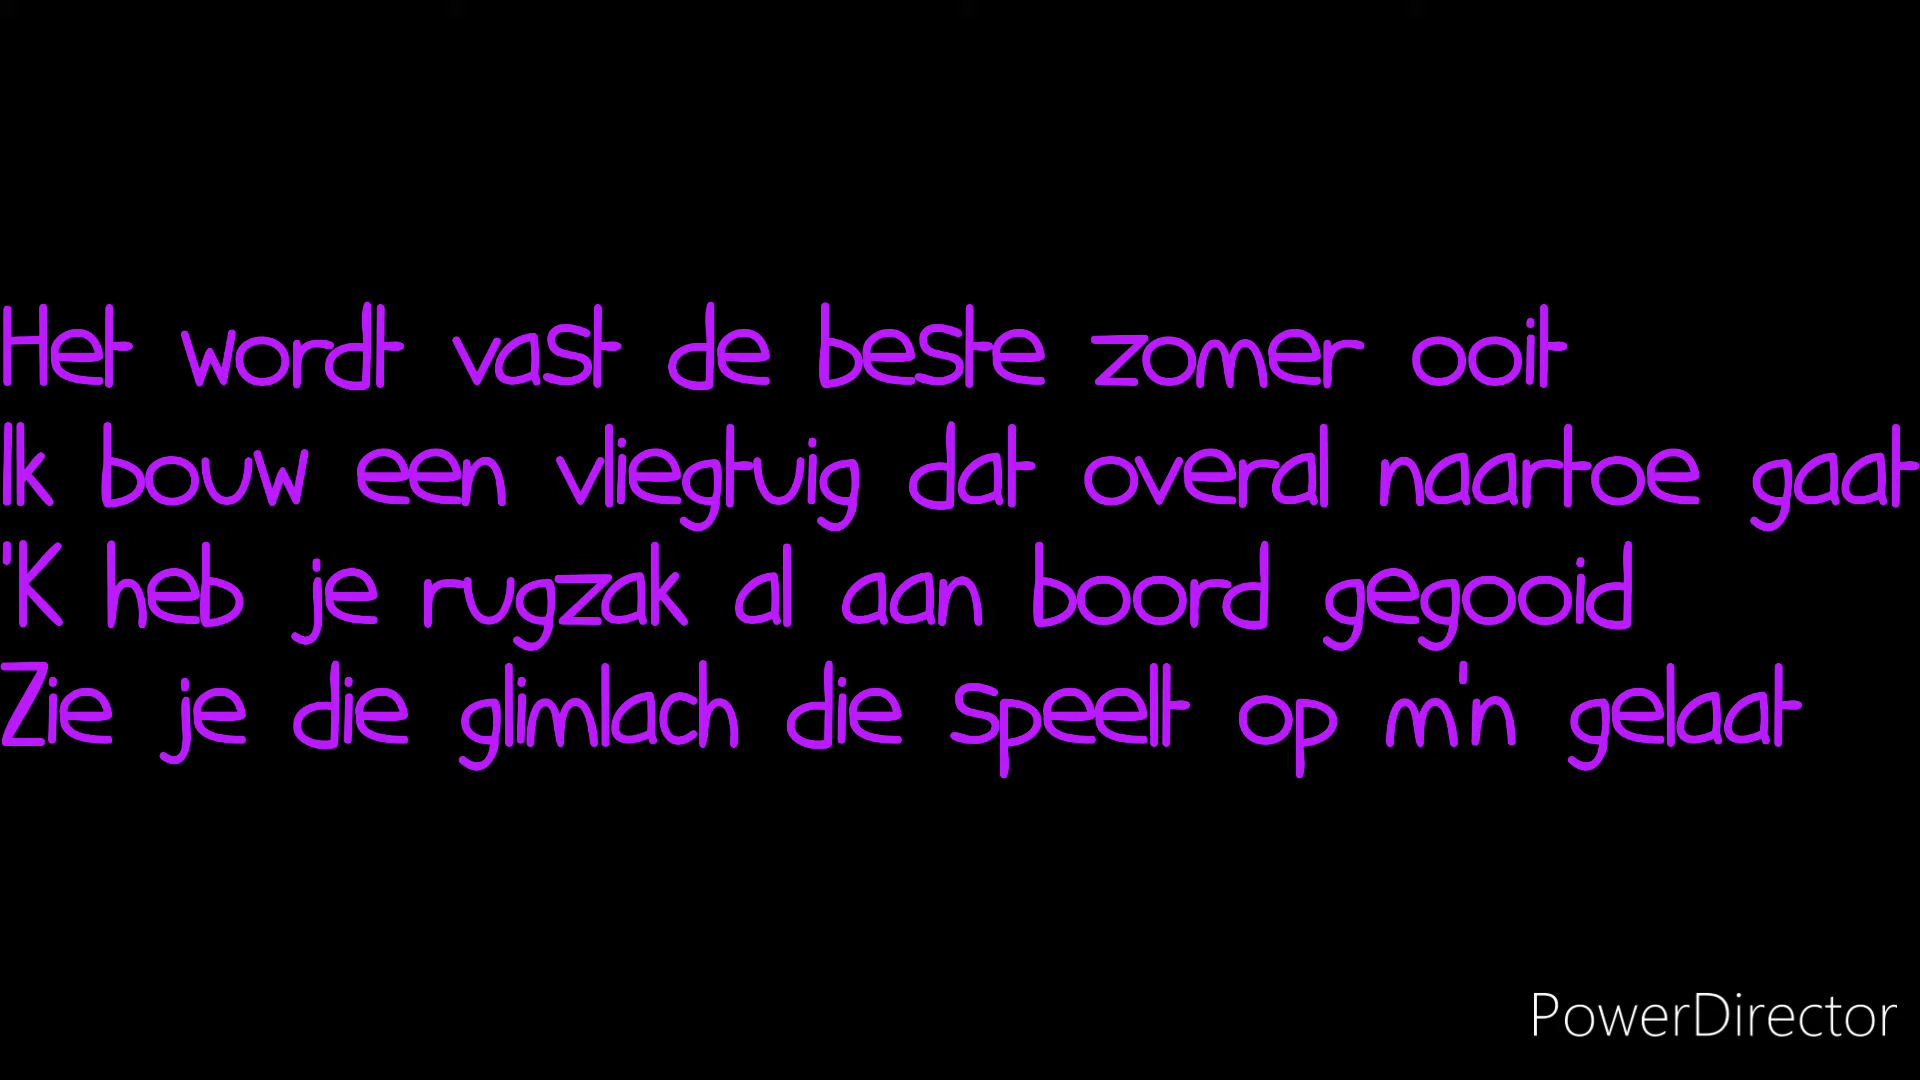 Het wordt vast de beste zomer ooit
Ik bouw een vliegtuig dat overal naartoe gaat
'K heb je rugzak al aan boord gegooid
Zie je die glimlach die speelt op m'n gelaat
PowerDirector